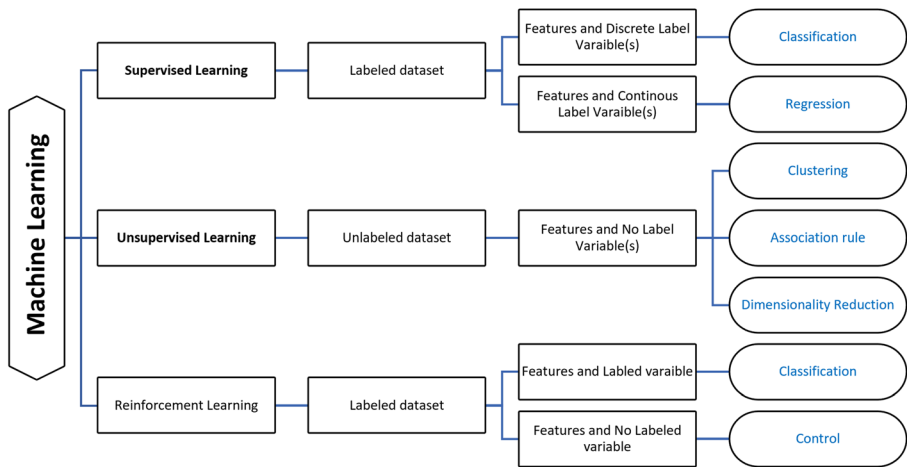 Machine Learning
Supervised Learning
Labeled dataset
Features and Discrete Label
Varaible(s)
Classification
Features and Continous
Label Varaible(s)
Regression
Unsupervised Learning
Unlabeled dataset
Features and No Label
Variable(s)
Clustering
Association rule
Dimensionality Reduction
Reinforcement Learning
Labeled dataset
Features and Labled varaible
Classification
Features and No Labeled
variable
Control